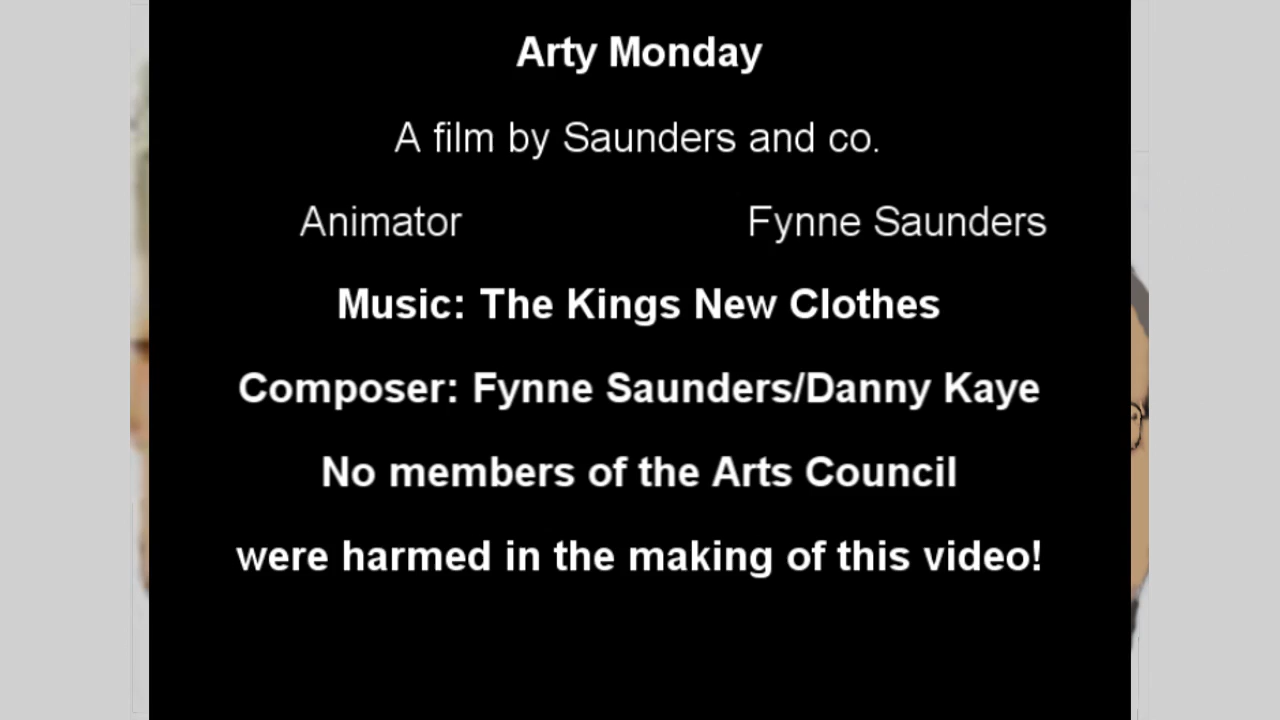 Arty Monday
A film by Saunders and co.
Animator Fynne Saunders
Music: The Kings New Clothes
Composer: Fynne Saunders/Danny Kaye
No members of the Arts Council
were harmed in the making of this video!